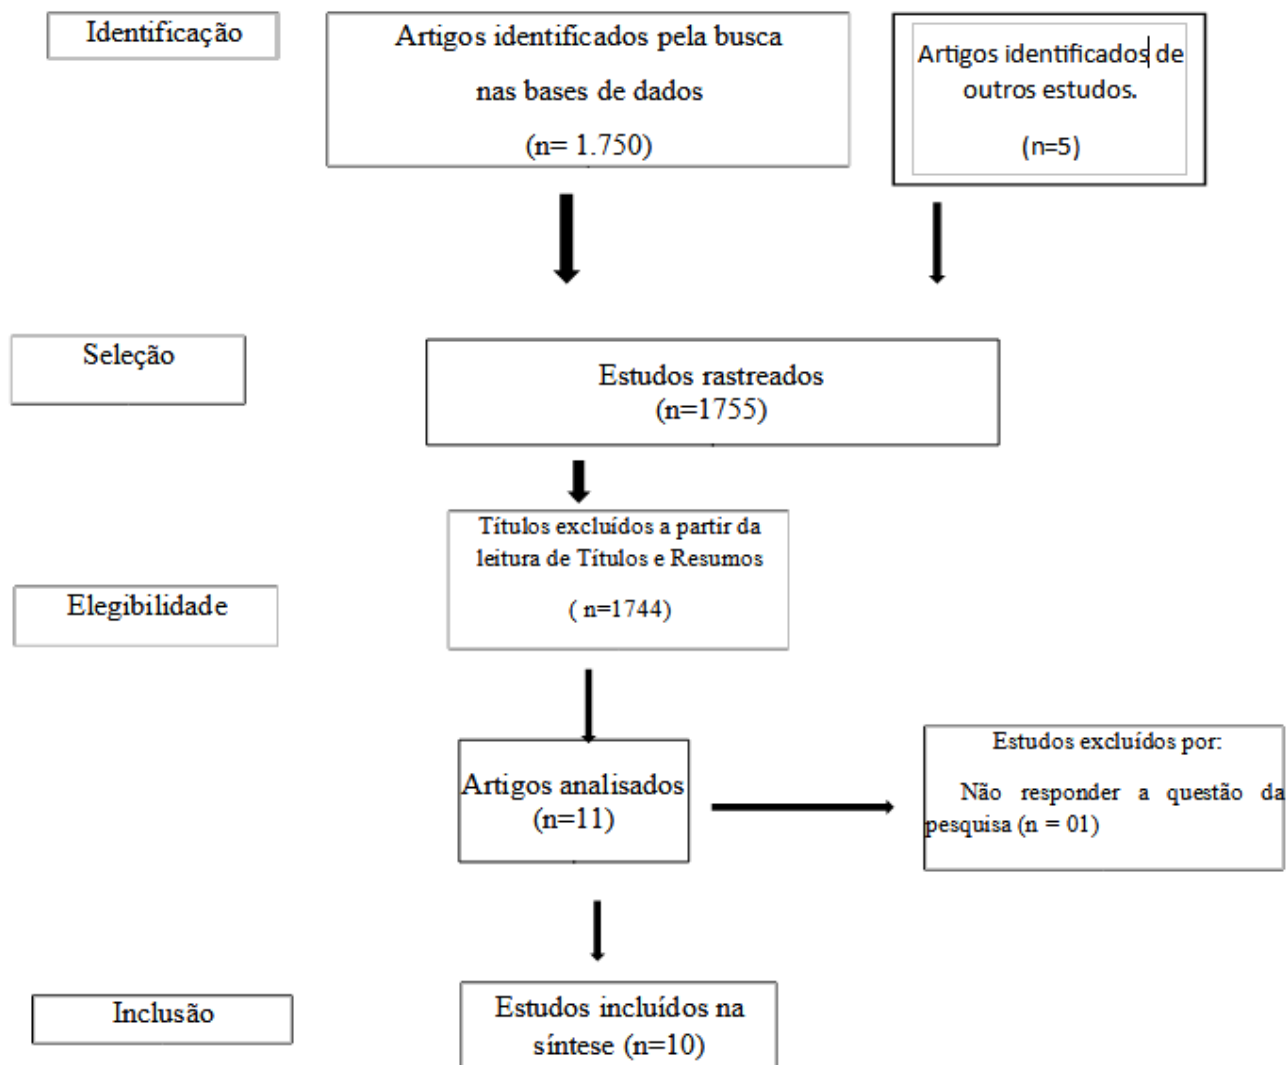 Identificação
Artigos identificados pela busca
nas bases de dados
(n= 1.750)
Artigos identificados de
outros estudos.
(n=5)
Seleção
Estudos rastreados
(n=1755)
Títulos excluídos a partir da
leitura de Títulos e Resumos
( n=1744)
Elegibilidade
Artigos analisados
(n=11)
Estudos excluídos por:
Não responder a questão da
pesquisa (n = 01)
Inclusão
Estudos incluídos na
síntese (n=10)